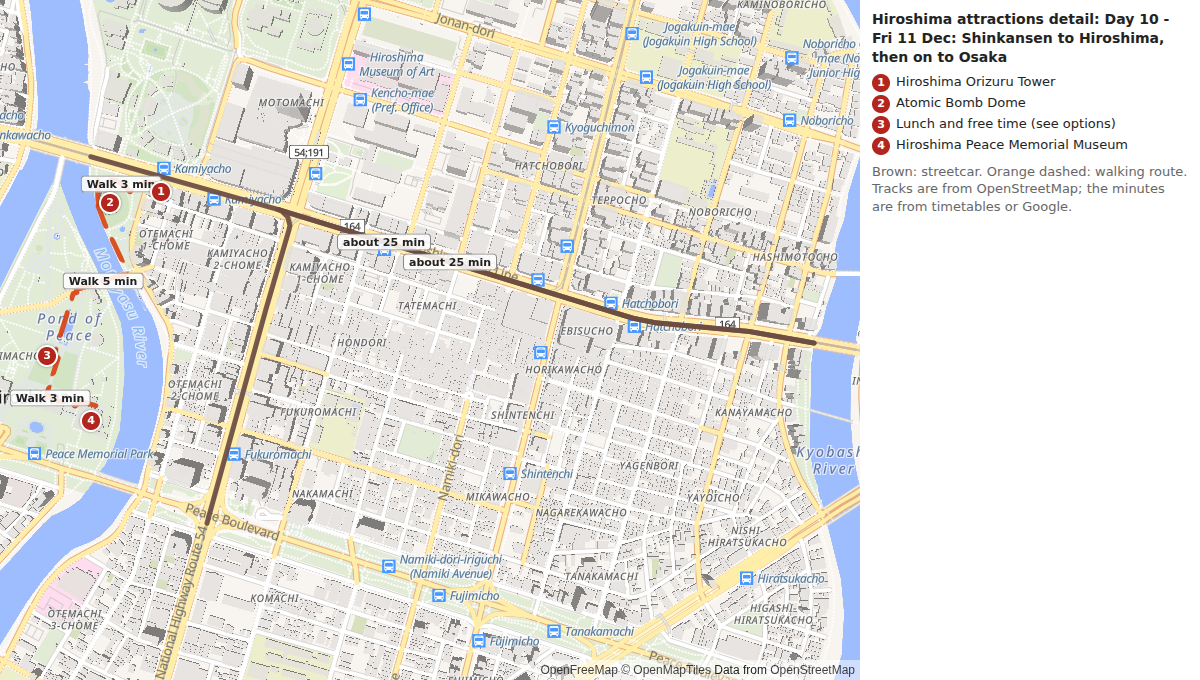 Hiroshima attractions detail: Day 10 -
Fri 11 Dec: Shinkansen to Hiroshima,
then on to Osaka
1 Hiroshima Orizuru Tower
2 Atomic Bomb Dome
3 Lunch and free time (see options)
4 Hiroshima Peace Memorial Museum
Brown: streetcar. Orange dashed: walking route.
Tracks are from OpenStreetMap; the minutes
are from timetables or Google.
KAMINOBORICHO
Jonan-dori
Jogakuin-mae
(Jogakuin High School)
Noboricho
Hiroshima
Museum of Art
Jogakuin-mae
(Jogakuin High School)
Kencho-mae
(Pref. Office)
MOTOMACHI
Noboricho
Kyoguchimon
nkawacho
54;191
HATCHOBORI
Kamiyacho
Walk 3 min
1
2
TEPPOCHO
Kamiyacho
NOBORICHO
164
OTEMACHI
1-CHOME
about 25 min
KAMIYACHO
2-CHOME
about 25 min
HASHIMOTOCHO
KAMIYACHO
1-CHOME
Line
Walk 5 min
TATEMACHI
Hatchobori
Pond of
Peace
River
164
Hatchobori
EBISUCHO
HONDORI
3
HORIKAWACHO
OTEMACHI
2-CHOME
Walk 3 min
FUKUROMACHI
SHINTENCHI
KANAYAMACHO
4
Peace Memorial Park
Fukuromachi
Namiki-dori
Kyobash
River
YAGENBORI
Shintenchi
NAKAMACHI
MIKAWACHO
YAYOICHO
NAGAREKAWACHO
Peace Boulevard
NISHI-
HIRATSUKACHO
National Highway Route 54
Namiki-dori-iriguchi
(Namiki Avenue)
TANAKAMACHI
Hiratsukacho
KOMACHI
Fujimicho
HIGASHI-
HIRATSUKACHO
OTEMACHI
3-CHOME
Tanakamachi
Fujimicho
OpenFreeMap © OpenMapTiles Data from OpenStreetMap